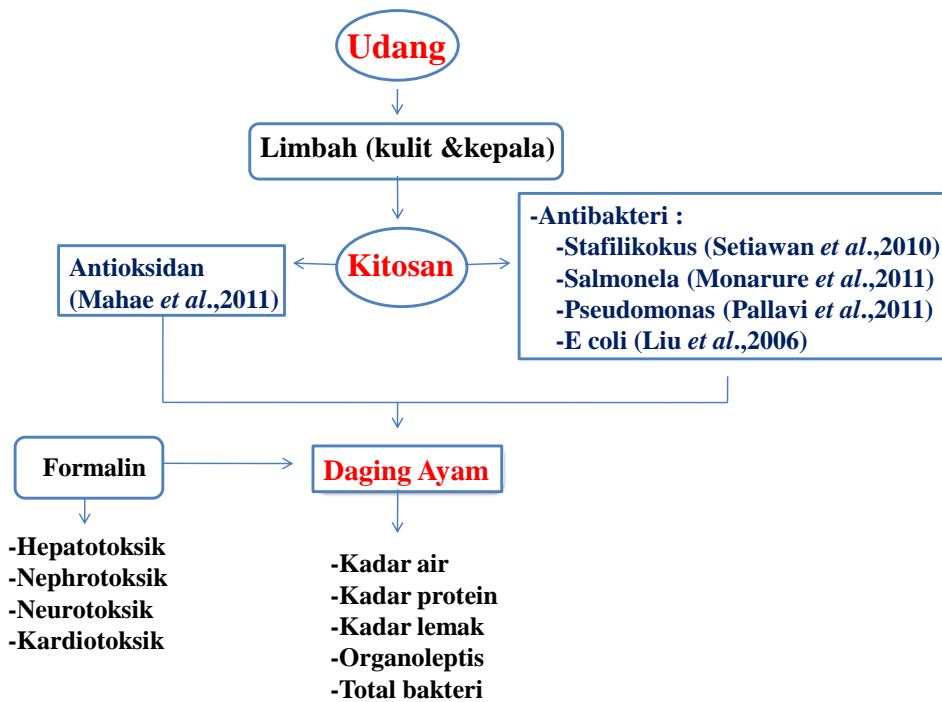 Udang
Limbah (kulit &kepala)
-Antibakteri :
-Stafilikokus (Setiawan et al.,2010)
-Salmonela (Monarure et al.,2011)
-Pseudomonas (Pallavi et al.,2011)
-E coli (Liu et al.,2006)
Kitosan
Antioksidan
(Mahae et al.,2011)
Formalin
Daging Ayam
-Hepatotoksik
-Nephrotoksik
-Neurotoksik
-Kardiotoksik
-Kadar air
-Kadar protein
-Kadar lemak
-Organoleptis
-Total bakteri